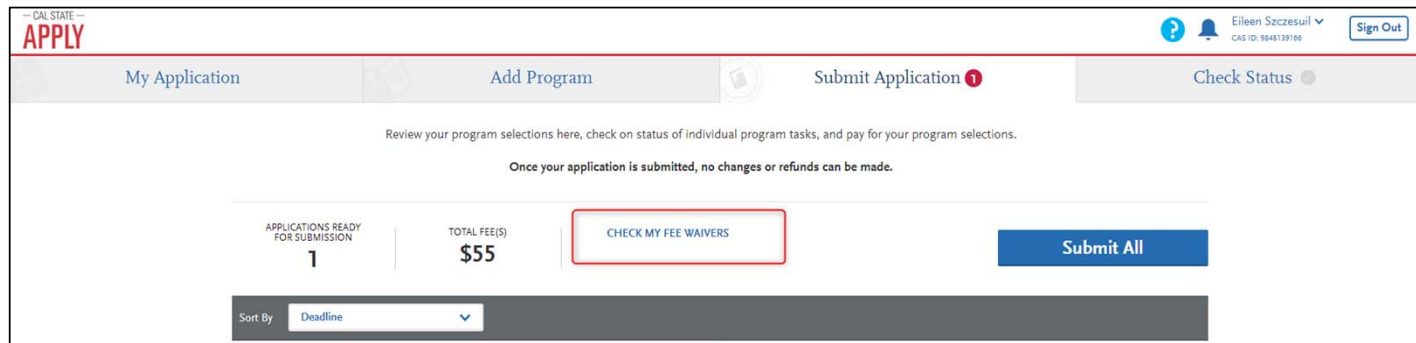 — CAL STATE —
APPLY
Eileen Szczesuil
CAS ID: 9848139166
Sign Out
My Application
Add Program
Submit Application 1
Check Status
Review your program selections here, check on status of individual program tasks, and pay for your program selections.
Once your application is submitted, no changes or refunds can be made.
APPLICATIONS READY
FOR SUBMISSION
1
TOTAL FEE(S)
$55
CHECK MY FEE WAIVERS
Submit All
Sort By
Deadline